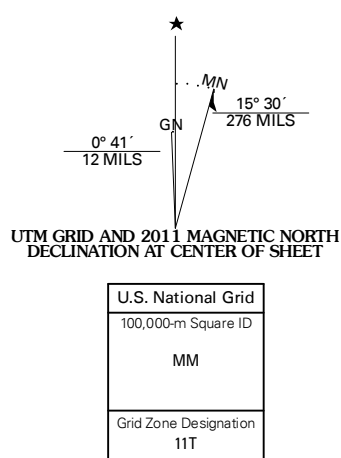 ★
MN
15° 30´
276 MILS
GN
0° 41´
12 MILS
UTM GRID AND 2011 MAGNETIC NORTH
DECLINATION AT CENTER OF SHEET
U.S. National Grid
100,000-m Square ID
MM
Grid Zone Designation
11T